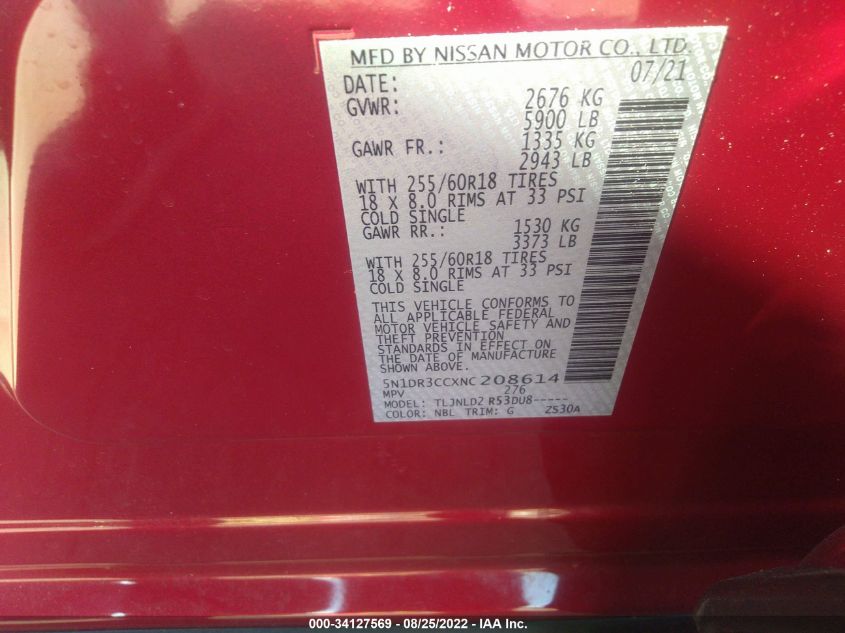 MFD BY NISSAN MOTOR CO., LTD.
DATE: 07/21
GVWR: 2676 KG
5900 LB
GAWR FR.: 1335 KG
2943 LB
WITH 255/60R18 TIRES
18 X 8.0 RIMS AT 33 PSI
COLD SINGLE
GAWR RR.: 1530 KG
3373 LB
WITH 255/60R18 TIRES
18 X 8.0 RIMS AT 33 PSI
COLD SINGLE
THIS VEHICLE CONFORMS TO
ALL APPLICABLE FEDERAL
MOTOR VEHICLE SAFETY AND
THEFT PREVENTION
STANDARDS IN EFFECT ON
THE DATE OF MANUFACTURE
SHOWN ABOVE.
5N1DR3CCXNC208614
MPV 276
MODEL: TLJNLD2 R53DU8-----
COLOR: NBL TRIM: G 2530A
000-34127569 - 08/25/2022 - IAA Inc.